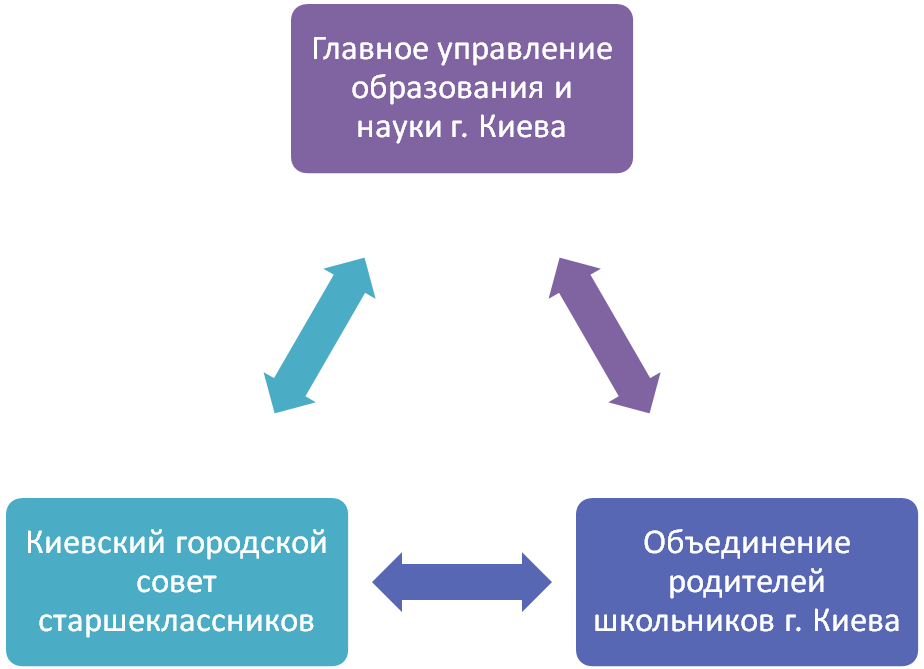 Главное управление
образования и
науки г. Киева
Киевский городской
совет
старшеклассников
Объединение
родителей
школьников г. Киева